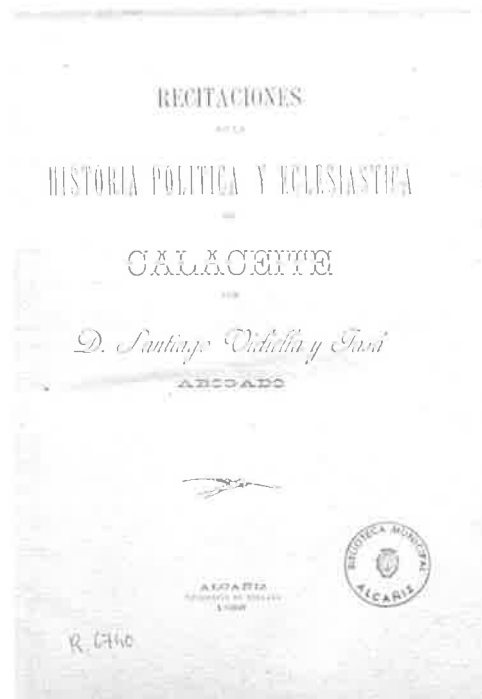 RECITACIONES
DE LA
HISTORIA POLITICA Y ECLESIASTICA
DE
CALACEITE
POR
D. Santiago Vidiella y Jasá
ABOGADO
ALCAÑIZ
BIBLIOTECA MUNICIPAL
ALCAÑIZ
R. 6740